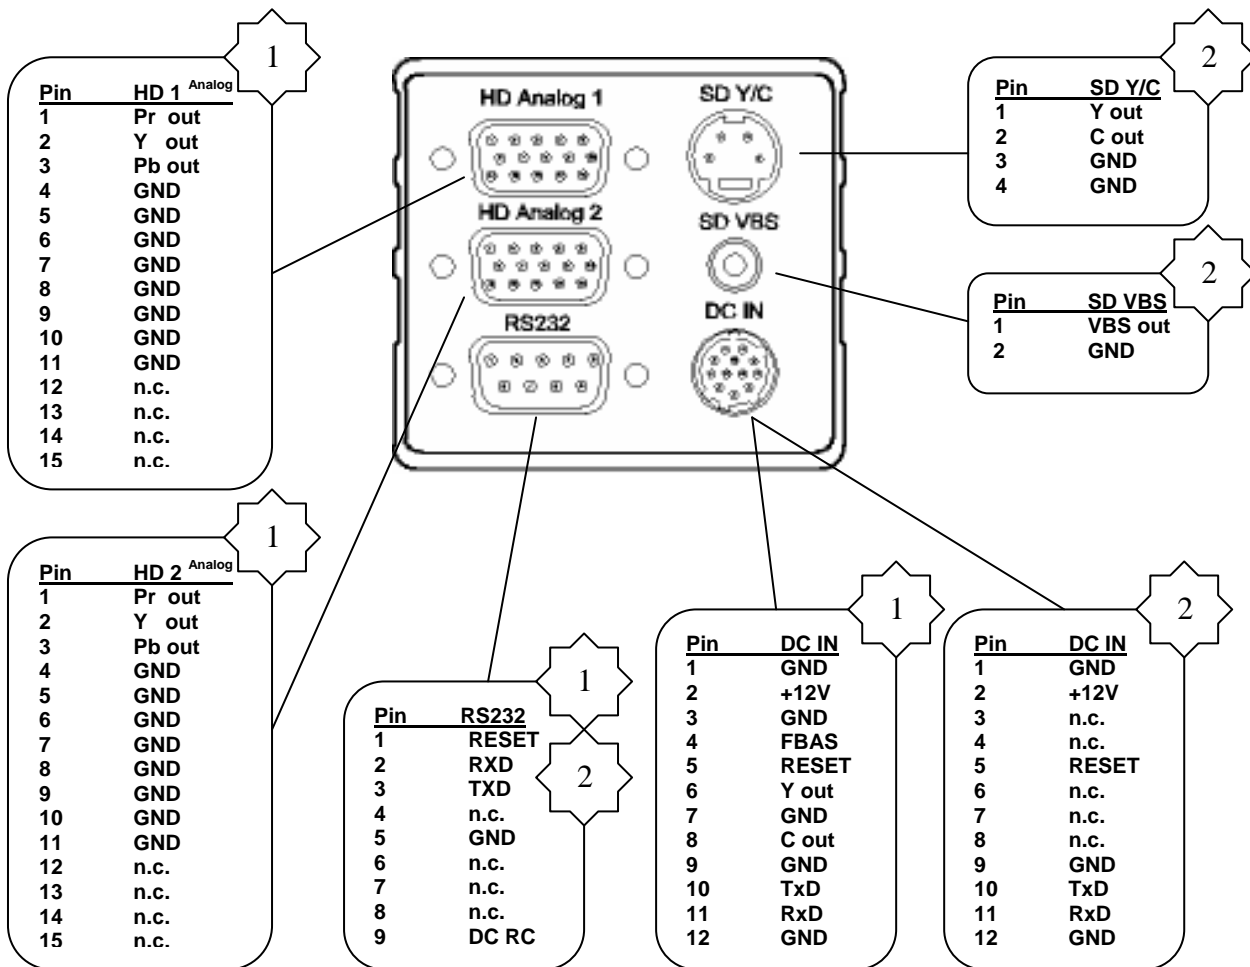 1
Pin HD 1 Analog
1 Pr out
2 Y out
3 Pb out
4 GND
5 GND
6 GND
7 GND
8 GND
9 GND
10 GND
11 GND
12 n.c.
13 n.c.
14 n.c.
15 n.c.
HD Analog 1
SD Y/C
HD Analog 2
SD VBS
RS232
DC IN
2
Pin SD Y/C
1 Y out
2 C out
3 GND
4 GND
2
Pin SD VBS
1 VBS out
2 GND
1
Pin HD 2 Analog
1 Pr out
2 Y out
3 Pb out
4 GND
5 GND
6 GND
7 GND
8 GND
9 GND
10 GND
11 GND
12 n.c.
13 n.c.
14 n.c.
15 n.c.
1
2
Pin RS232
1 RESET
2 RXD
3 TXD
4 n.c.
5 GND
6 n.c.
7 n.c.
8 n.c.
9 DC RC
1
Pin DC IN
1 GND
2 +12V
3 GND
4 FBAS
5 RESET
6 Y out
7 GND
8 C out
9 GND
10 TxD
11 RxD
12 GND
2
Pin DC IN
1 GND
2 +12V
3 n.c.
4 n.c.
5 RESET
6 n.c.
7 n.c.
8 n.c.
9 GND
10 TxD
11 RxD
12 GND